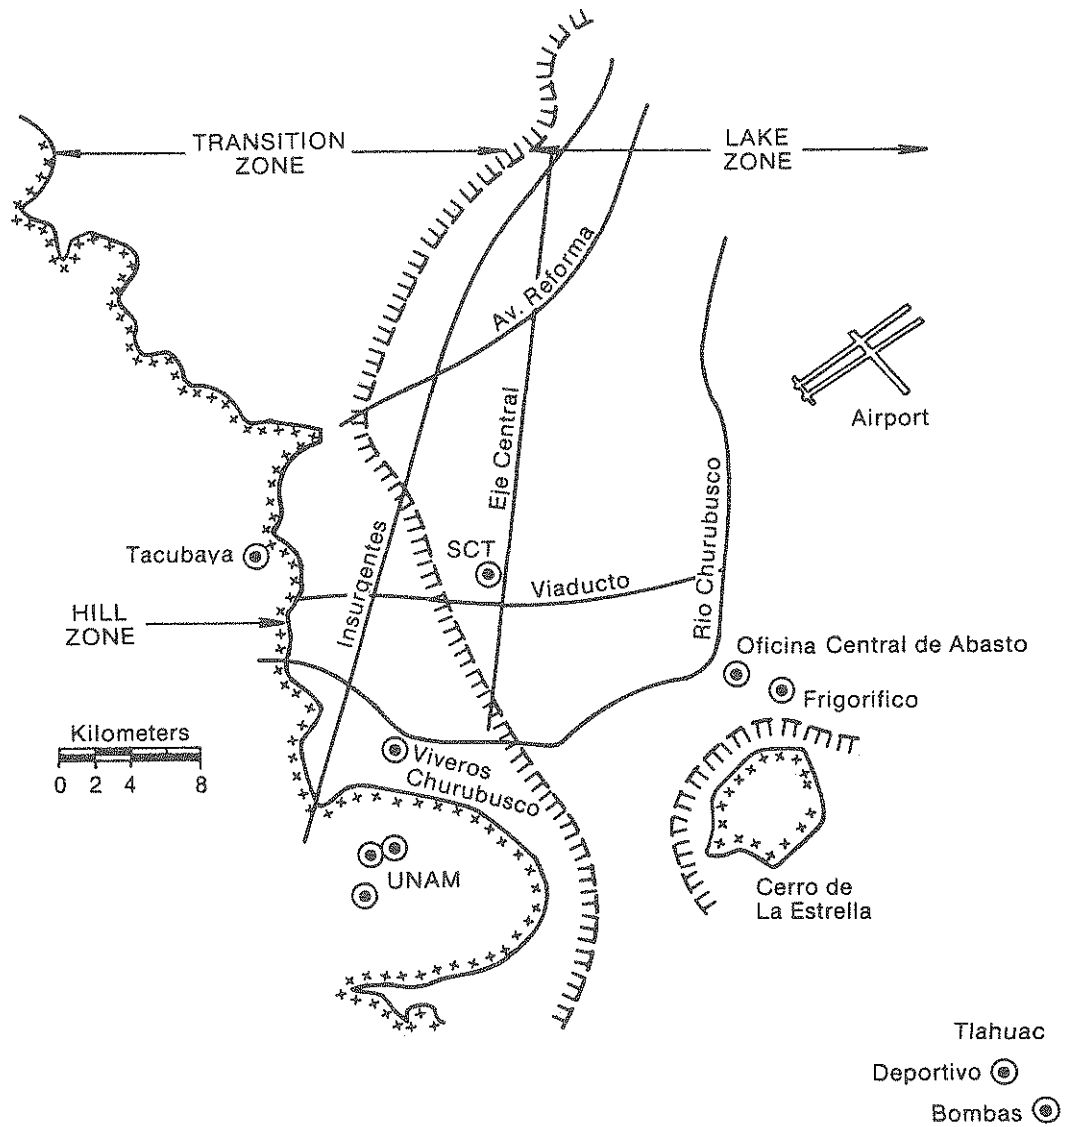 TRANSITION
ZONE
LAKE
ZONE
Av. Reforma
Airport
Eje Central
Insurgentes
Rio Churubusco
Tacubaya
SCT
Viaducto
HILL
ZONE
Oficina Central de Abasto
Frigorifico
Kilometers
0 2 4 8
Viveros
Churubusco
UNAM
Cerro de
La Estrella
Tlahuac
Deportivo
Bombas